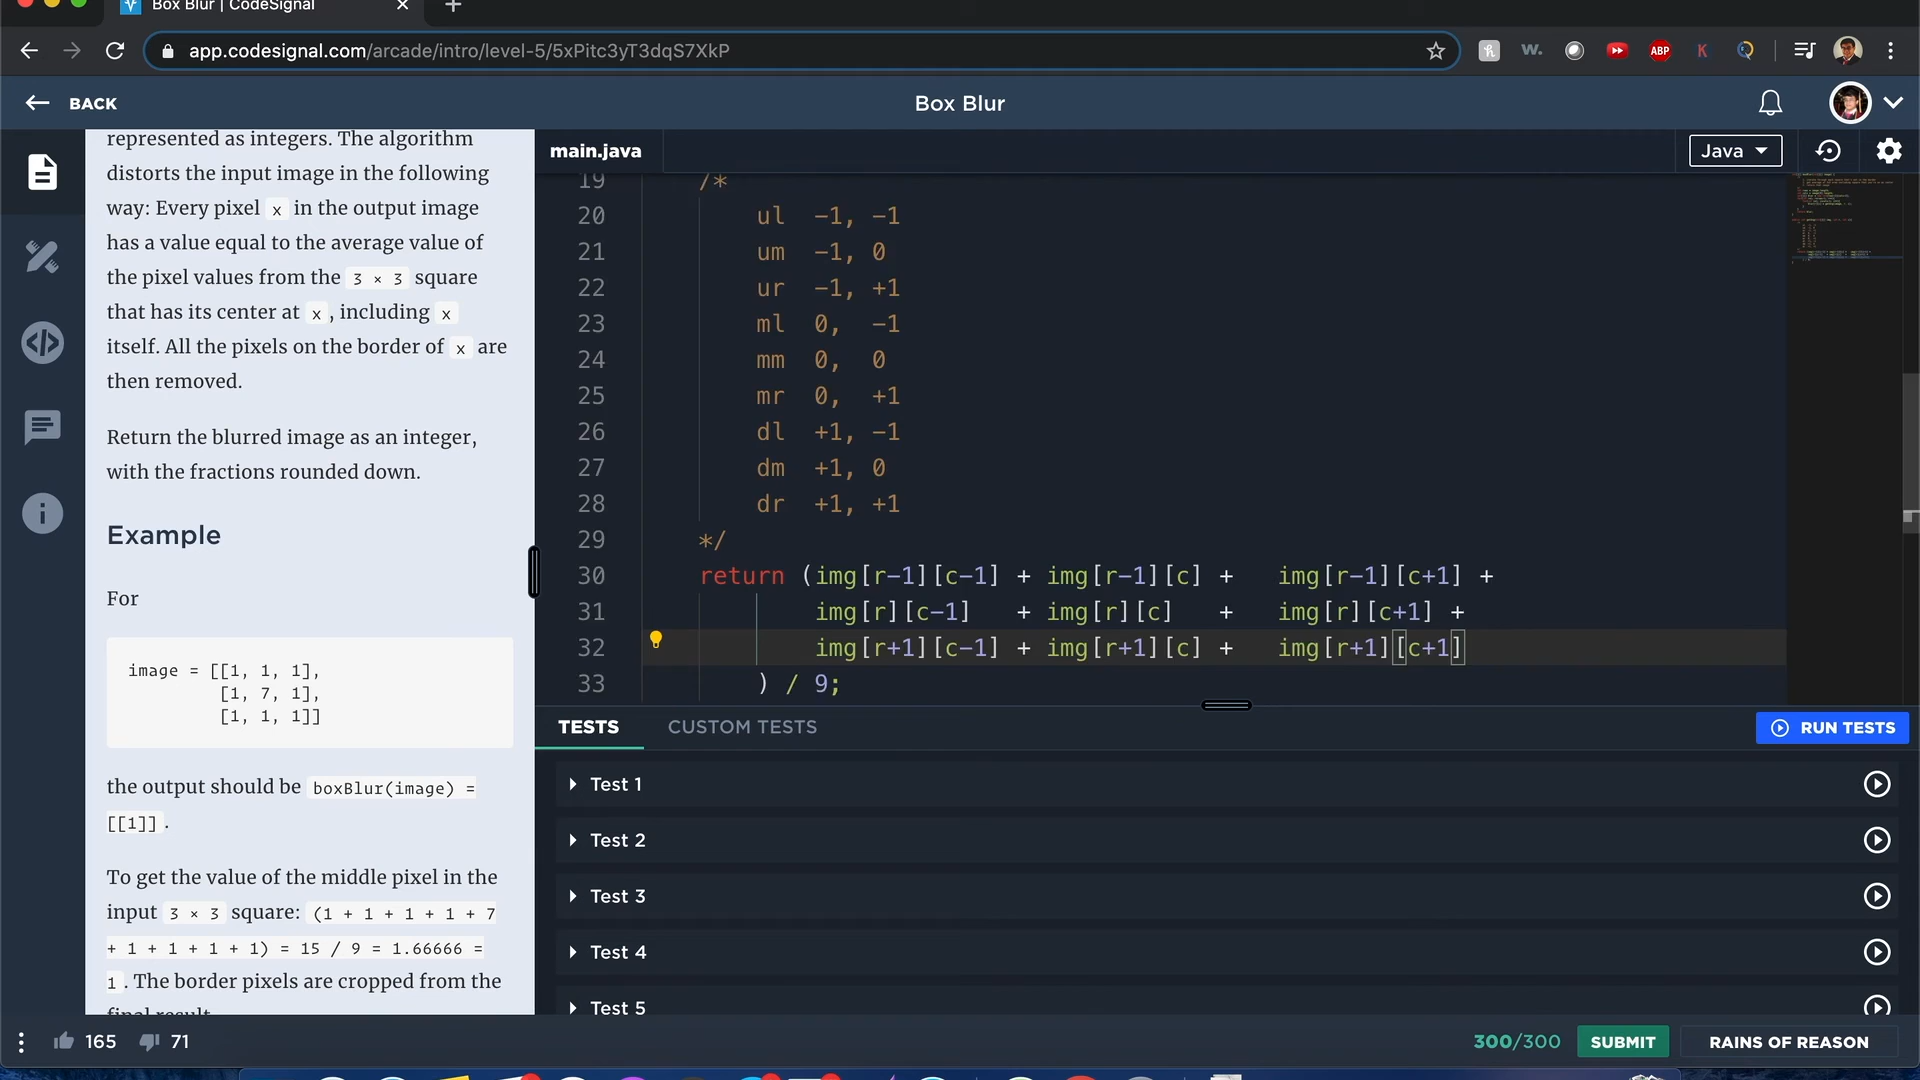 Box Blur | CodeSignal
app.codesignal.com/arcade/intro/level-5/5xPitc3yT3dqS7XkP
w.
ABP
K
BACK
Box Blur
represented as integers. The algorithm
distorts the input image in the following
way: Every pixel x in the output image
has a value equal to the average value of
the pixel values from the 3 × 3 square
that has its center at x , including x
itself. All the pixels on the border of x are
then removed.
Return the blurred image as an integer,
with the fractions rounded down.
Example
For
image = [[1, 1, 1],
[1, 7, 1],
[1, 1, 1]]
the output should be boxBlur(image) =
[[1]] .
To get the value of the middle pixel in the
input 3 × 3 square: (1 + 1 + 1 + 1 + 7
+ 1 + 1 + 1 + 1) = 15 / 9 = 1.66666 =
1 . The border pixels are cropped from the
final result.
main.java
Java
19 /*
20 ul -1, -1
21 um -1, 0
22 ur -1, +1
23 ml 0, -1
24 mm 0, 0
25 mr 0, +1
26 dl +1, -1
27 dm +1, 0
28 dr +1, +1
29 */
30 return (img[r-1][c-1] + img[r-1][c] + img[r-1][c+1] +
31 img[r][c-1] + img[r][c] + img[r][c+1] +
32 img[r+1][c-1] + img[r+1][c] + img[r+1][c+1]
33 ) / 9;
TESTS
CUSTOM TESTS
RUN TESTS
Test 1
Test 2
Test 3
Test 4
Test 5
165
71
300/300
SUBMIT
RAINS OF REASON